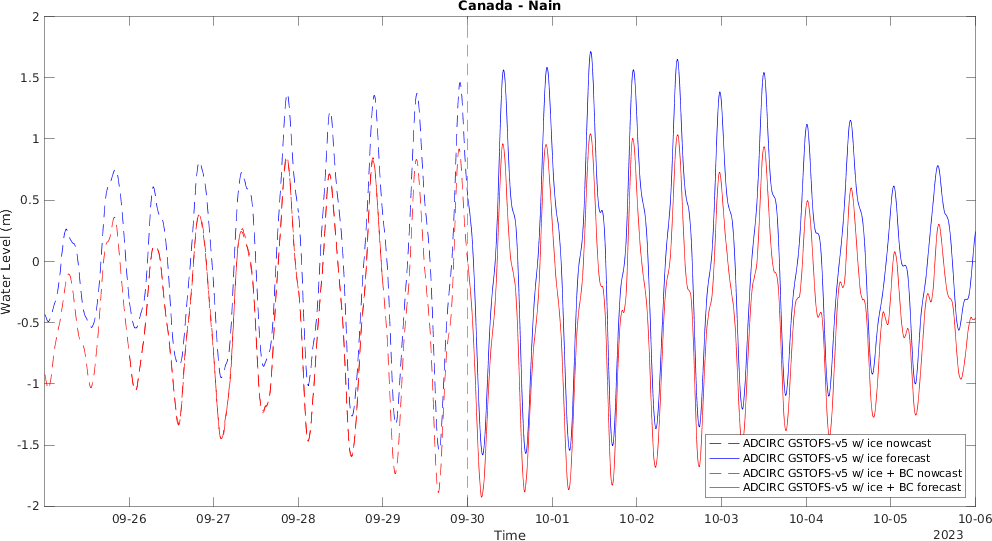 Canada - Nain
2
1.5
1
0.5
0
-0.5
-1
-1.5
-2
Water Level (m)
ADCIRC GSTOFS-v5 w/ ice nowcast
ADCIRC GSTOFS-v5 w/ ice forecast
ADCIRC GSTOFS-v5 w/ ice + BC nowcast
ADCIRC GSTOFS-v5 w/ ice + BC forecast
09-26 09-27 09-28 09-29 09-30 10-01 10-02 10-03 10-04 10-05 10-06
Time
2023